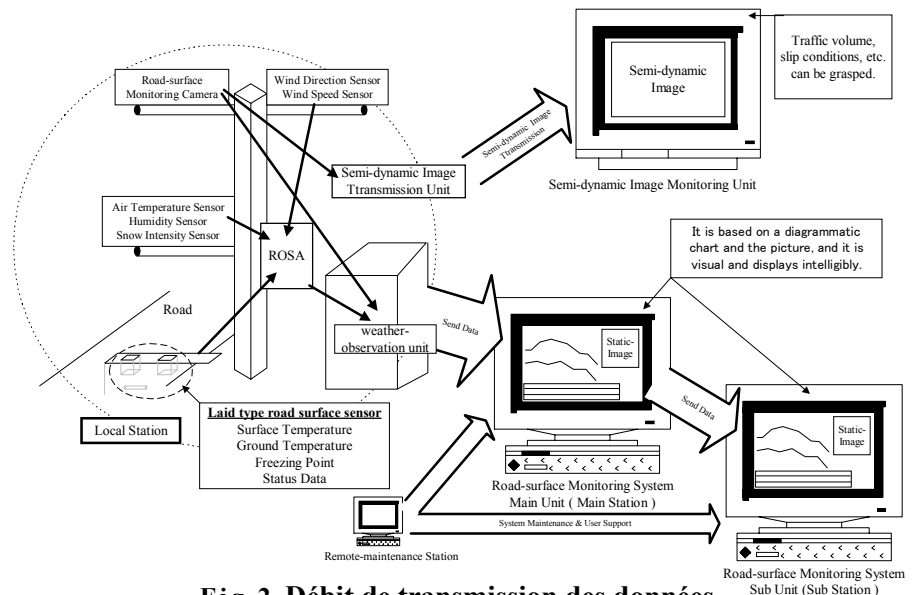 Road-surface
Monitoring Camera
Wind Direction Sensor
Wind Speed Sensor
Semi-dynamic
Image
Traffic volume,
slip conditions, etc.
can be grasped.
Semi-dynamic Image
Ttransmission
Semi-dynamic Image
Ttransmission Unit
Semi-dynamic Image Monitoring Unit
Air Temperature Sensor
Humidity Sensor
Snow Intensity Sensor
ROSA
It is based on a diagrammatic
chart and the picture, and it is
visual and displays intelligibly.
Road
weather-
observation unit
Send Data
Static-
Image
Send Data
Local Station
Laid type road surface sensor
Surface Temperature
Ground Temperature
Freezing Point
Status Data
Static-
Image
Road-surface Monitoring System
Main Unit ( Main Station )
System Maintenance & User Support
Remote-maintenance Station
Road-surface Monitoring System
Sub Unit (Sub Station )
Fig. 2 Débit de transmission des données